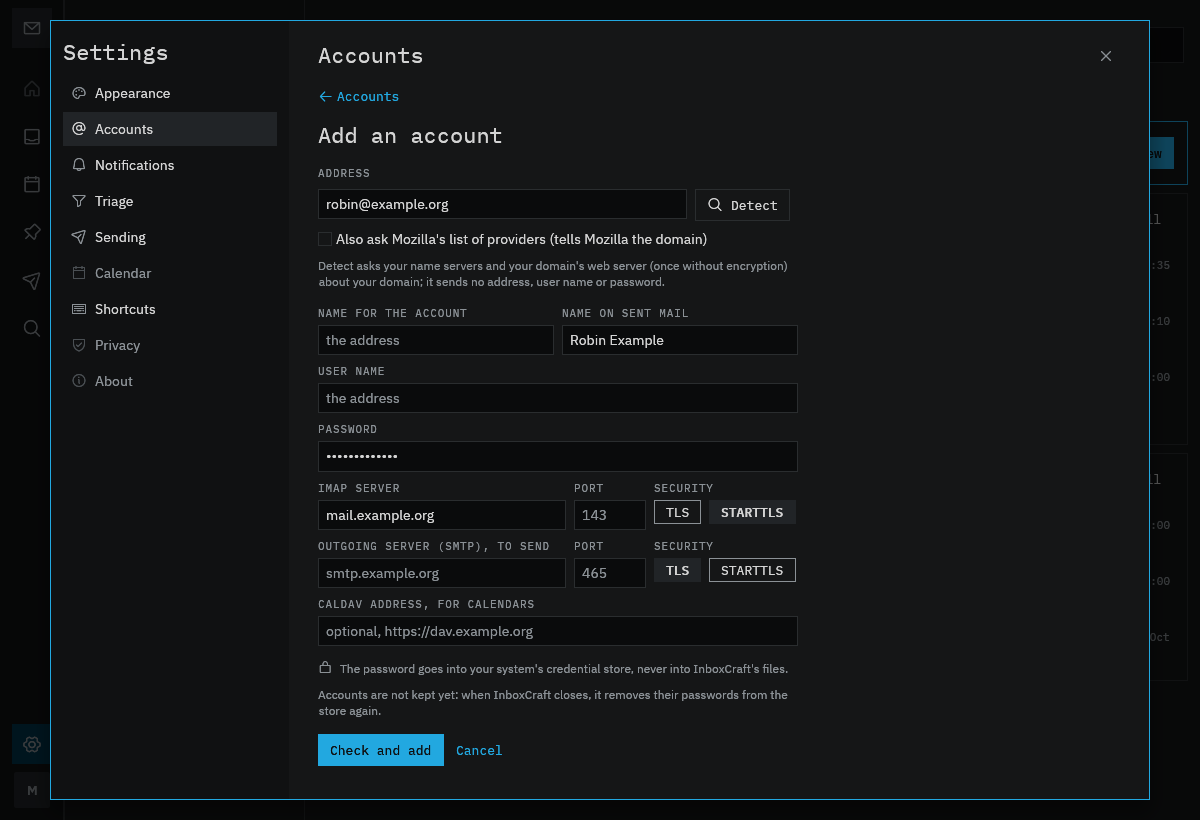 Settings
Appearance
Accounts
Notifications
Triage
Sending
Calendar
Shortcuts
Privacy
About
M
Accounts
← Accounts
Add an account
ADDRESS
robin@example.org
Detect
Also ask Mozilla's list of providers (tells Mozilla the domain)
Detect asks your name servers and your domain's web server (once without encryption)
about your domain; it sends no address, user name or password.
NAME FOR THE ACCOUNT NAME ON SENT MAIL
the address Robin Example
USER NAME
the address
PASSWORD
•••••••••••••
IMAP SERVER PORT SECURITY
mail.example.org 143 TLS STARTTLS
OUTGOING SERVER (SMTP), TO SEND PORT SECURITY
smtp.example.org 465 TLS STARTTLS
CALDAV ADDRESS, FOR CALENDARS
optional, https://dav.example.org
The password goes into your system's credential store, never into InboxCraft's files.
Accounts are not kept yet: when InboxCraft closes, it removes their passwords from the
store again.
Check and add Cancel
:35
:10
:00
:00
:00
Oct